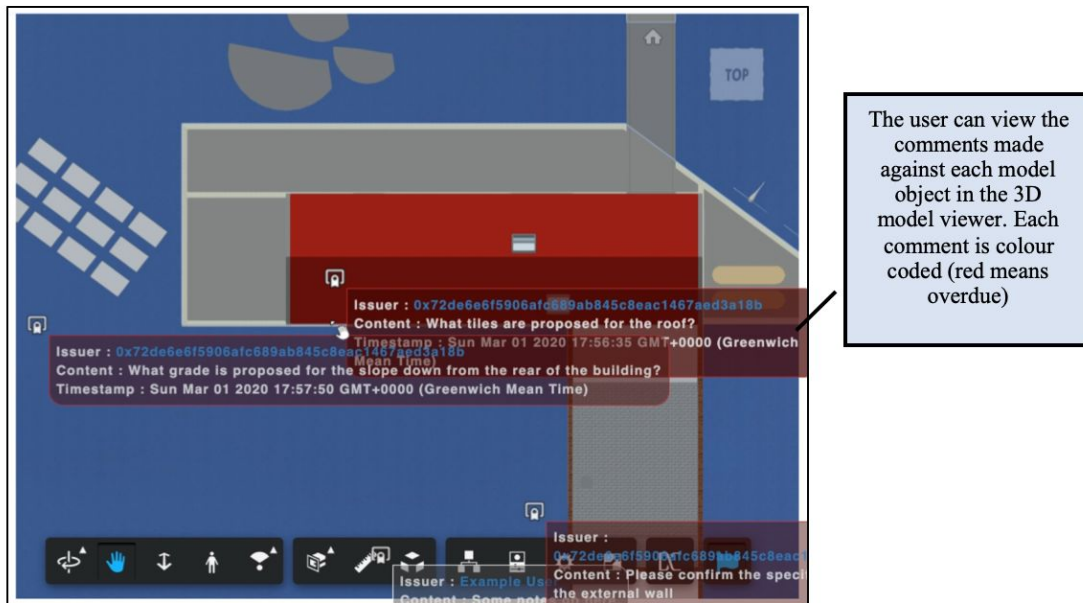 TOP
Issuer : 0x72de6e6f5906afc689ab845c8eac1467aed3a18b
Content : What tiles are proposed for the roof?
Timestamp : Sun Mar 01 2020 17:56:35 GMT+0000 (Greenwich
Mean Time)
Issuer : 0x72de6e6f5906afc689ab845c8eac1467aed3a18b
Content : What grade is proposed for the slope down from the rear of the building?
Timestamp : Sun Mar 01 2020 17:57:50 GMT+0000 (Greenwich Mean Time)
Issuer :
0x72de6e6f5906afc689ab845c8eac1
Content : Please confirm the speci
the external wall
Issuer : Example Use
Content : Some notes
The user can view the
comments made
against each model
object in the 3D
model viewer. Each
comment is colour
coded (red means
overdue)